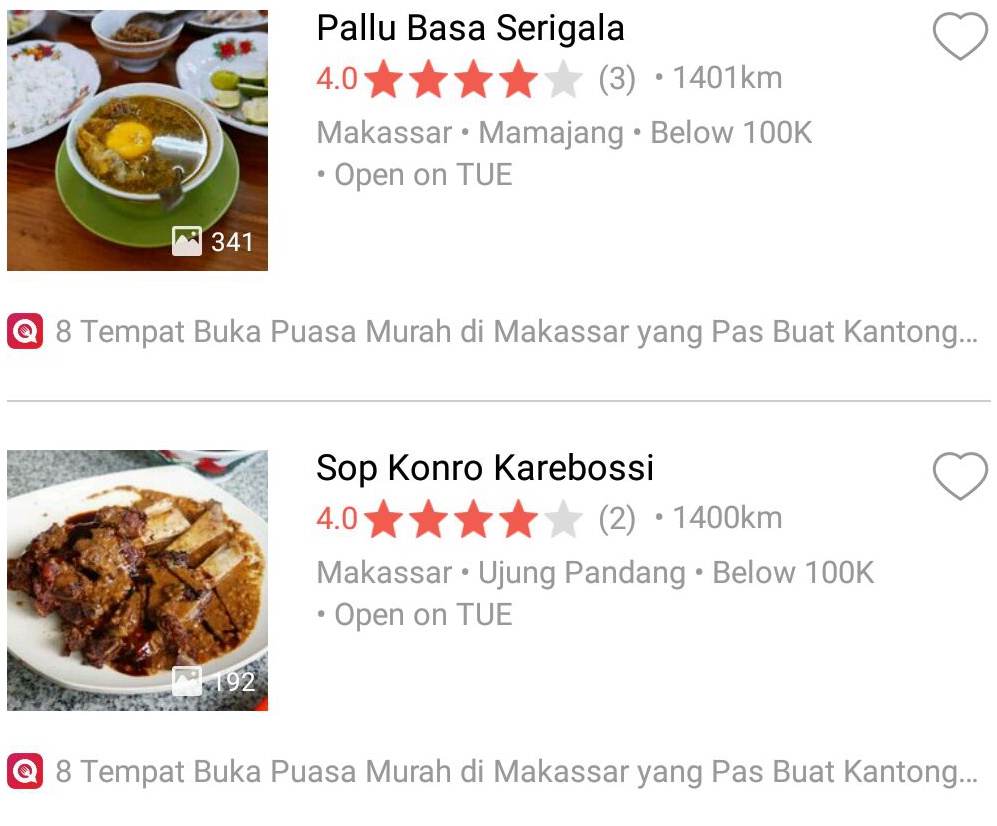 Pallu Basa Serigala
4.0 (3) • 1401km
Makassar • Mamajang • Below 100K
• Open on TUE
341
8 Tempat Buka Puasa Murah di Makassar yang Pas Buat Kantong...
Sop Konro Karebossi
4.0 (2) • 1400km
Makassar • Ujung Pandang • Below 100K
• Open on TUE
192
8 Tempat Buka Puasa Murah di Makassar yang Pas Buat Kantong...